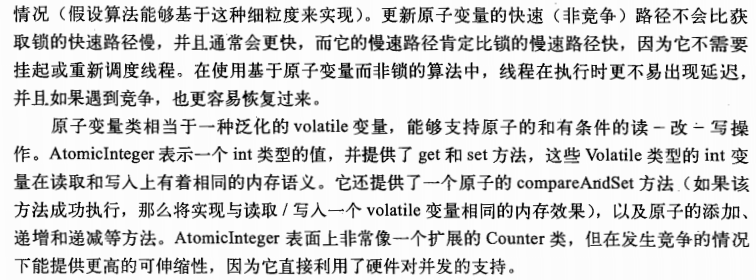 情况（假设算法能够基于这种细粒度来实现）。更新原子变量的快速（非竞争）路径不会比获
取锁的快速路径慢，并且通常会更快，而它的慢速路径肯定比锁的慢速路径快，因为它不需要
挂起或重新调度线程。在使用基于原子变量而非锁的算法中，线程在执行时更不易出现延迟，
并且如果遇到竞争，也更容易恢复过来。
原子变量类相当于一种泛化的 volatile 变量，能够支持原子的和有条件的读－改－写操
作。AtomicInteger 表示一个 int 类型的值，并提供了 get 和 set 方法，这些 Volatile 类型的 int 变
量在读取和写入上有着相同的内存语义。它还提供了一个原子的 compareAndSet 方法（如果该
方法成功执行，那么将实现与读取 / 写入一个 volatile 变量相同的内存效果），以及原子的添加、
递增和递减等方法。AtomicInteger 表面上非常像一个扩展的 Counter 类，但在发生竞争的情况
下能提供更高的可伸缩性，因为它直接利用了硬件对并发的支持。